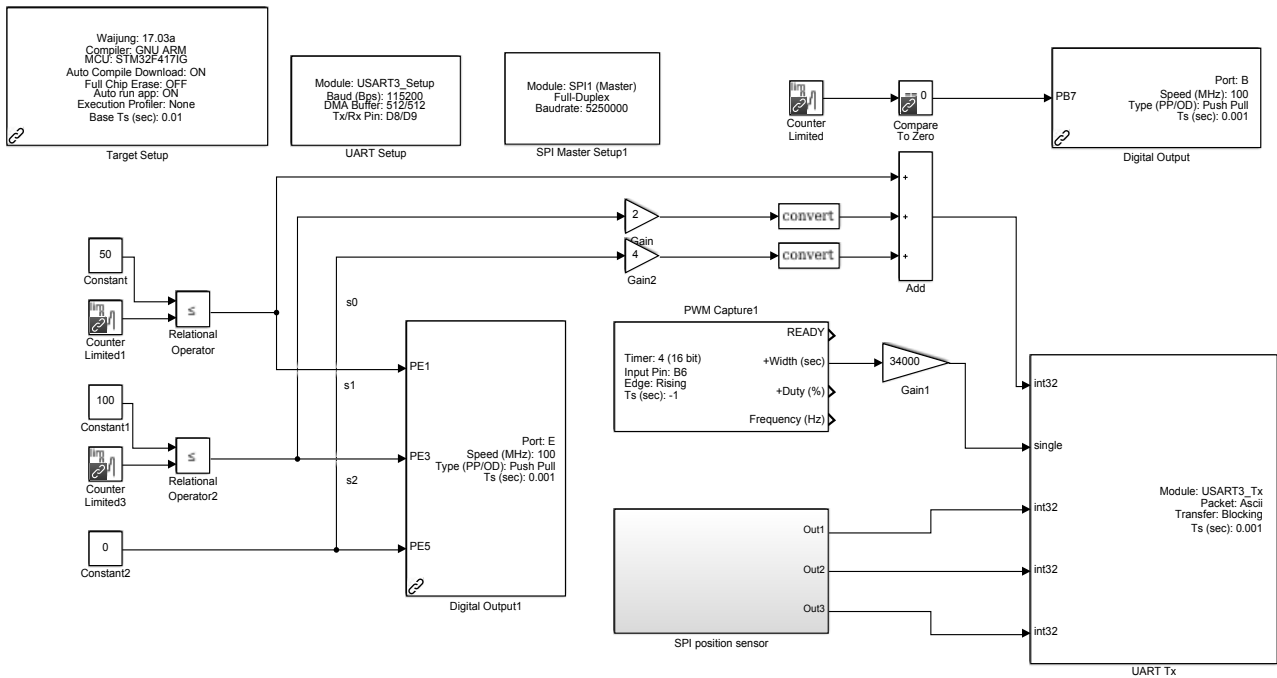 Waijung: 17.03a
Compiler: GNU ARM
MCU: STM32F417IG
Auto Compile Download: ON
Full Chip Erase: OFF
Auto run app: ON
Execution Profiler: None
Base Ts (sec): 0.01
Target Setup
Module: USART3_Setup
Baud (Bps): 115200
DMA Buffer: 512/512
Tx/Rx Pin: D8/D9
UART Setup
Module: SPI1 (Master)
Full-Duplex
Baudrate: 5250000
SPI Master Setup1
lim
Counter
Limited
== 0
Compare
To Zero
PB7
Port: B
Speed (MHz): 100
Type (PP/OD): Push Pull
Ts (sec): 0.001
Digital Output
+
+
+
Add
2
Gain
convert
4
Gain2
convert
50
Constant
lim
Counter
Limited1
≤
Relational
Operator
100
Constant1
lim
Counter
Limited3
≤
Relational
Operator2
0
Constant2
s0
s1
s2
PE1
PE3
PE5
Port: E
Speed (MHz): 100
Type (PP/OD): Push Pull
Ts (sec): 0.001
Digital Output1
PWM Capture1
Timer: 4 (16 bit)
Input Pin: B6
Edge: Rising
Ts (sec): -1
READY
+Width (sec)
+Duty (%)
Frequency (Hz)
34000
Gain1
Out1
Out2
Out3
SPI position sensor
int32
single
int32
int32
int32
Module: USART3_Tx
Packet: Ascii
Transfer: Blocking
Ts (sec): 0.001
UART Tx